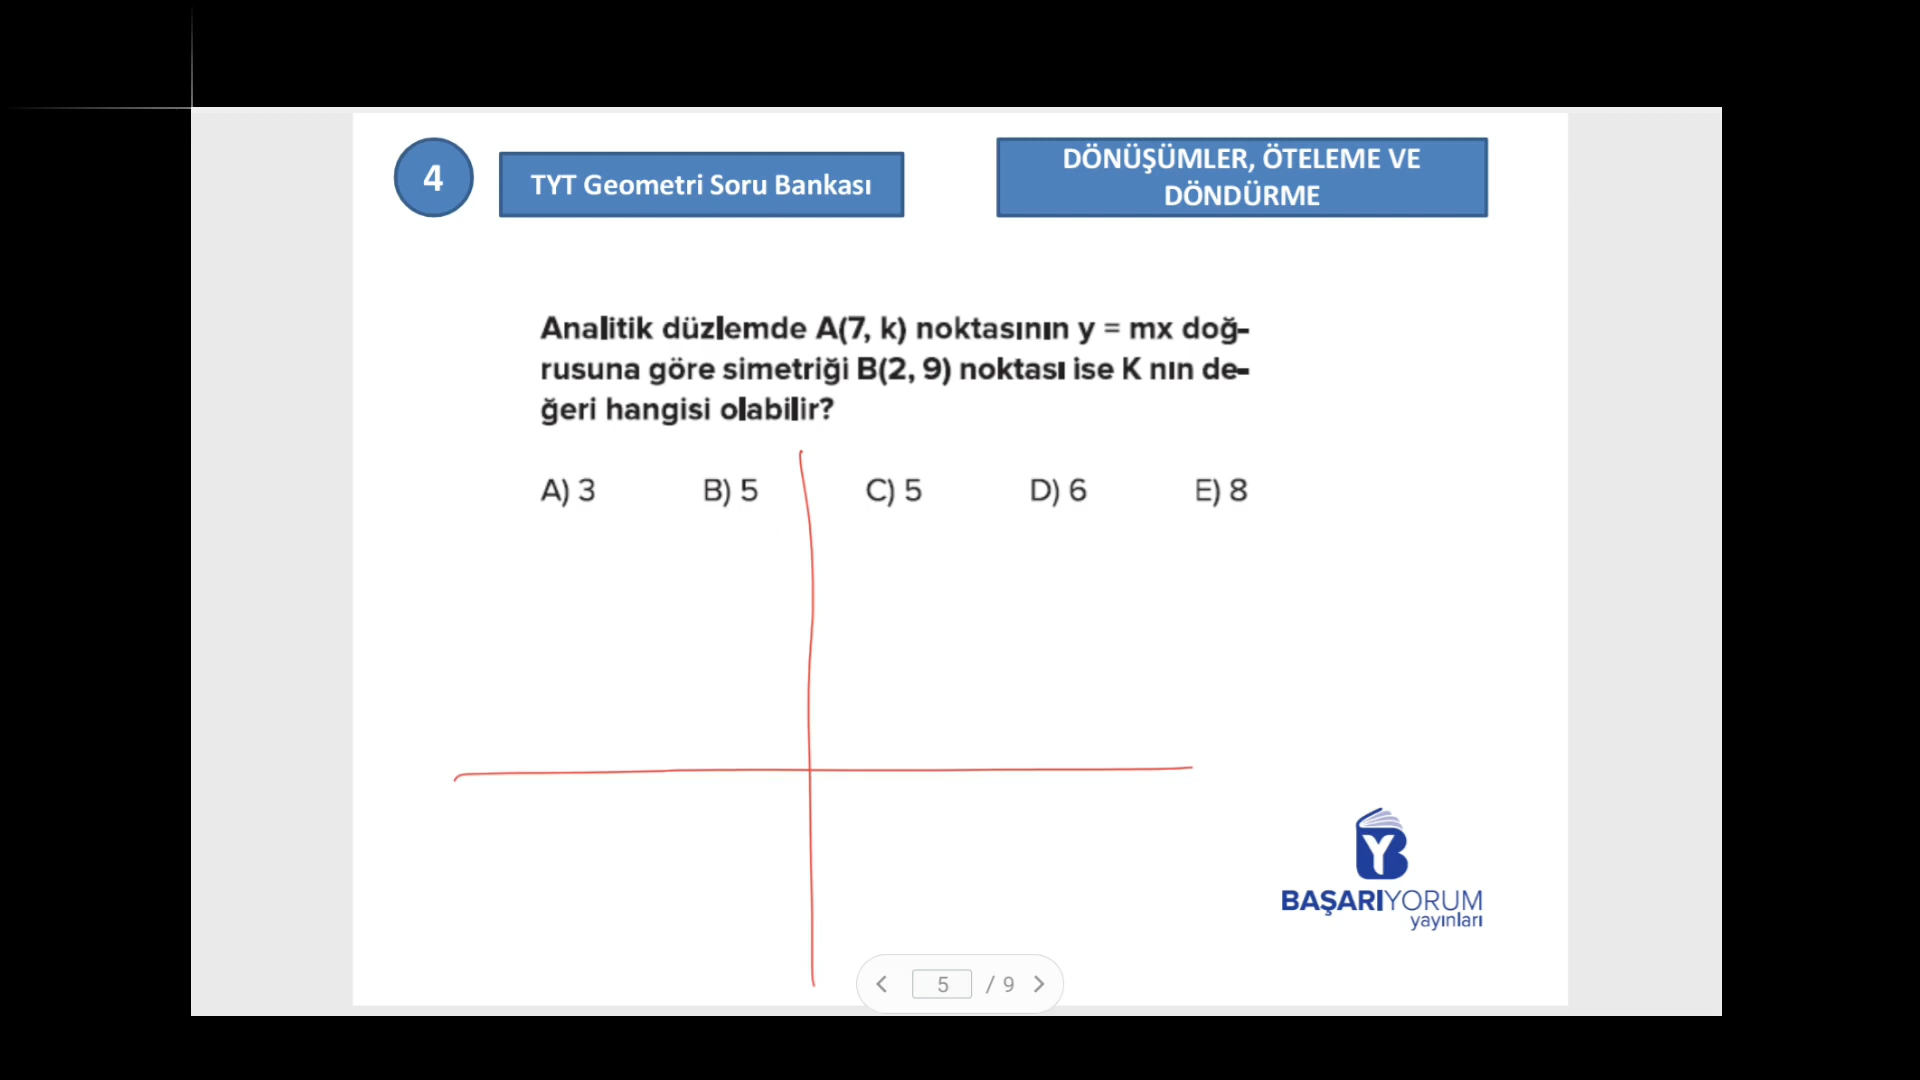 4
TYT Geometri Soru Bankası
DÖNÜŞÜMLER, ÖTELEME VE
DÖNDÜRME
Analitik düzlemde A(7, k) noktasının y = mx doğ-
rusuna göre simetriği B(2, 9) noktası ise K nın de-
ğeri hangisi olabilir?
A) 3 B) 5 C) 5 D) 6 E) 8
BAŞARIYORUM
yayınları
5 / 9